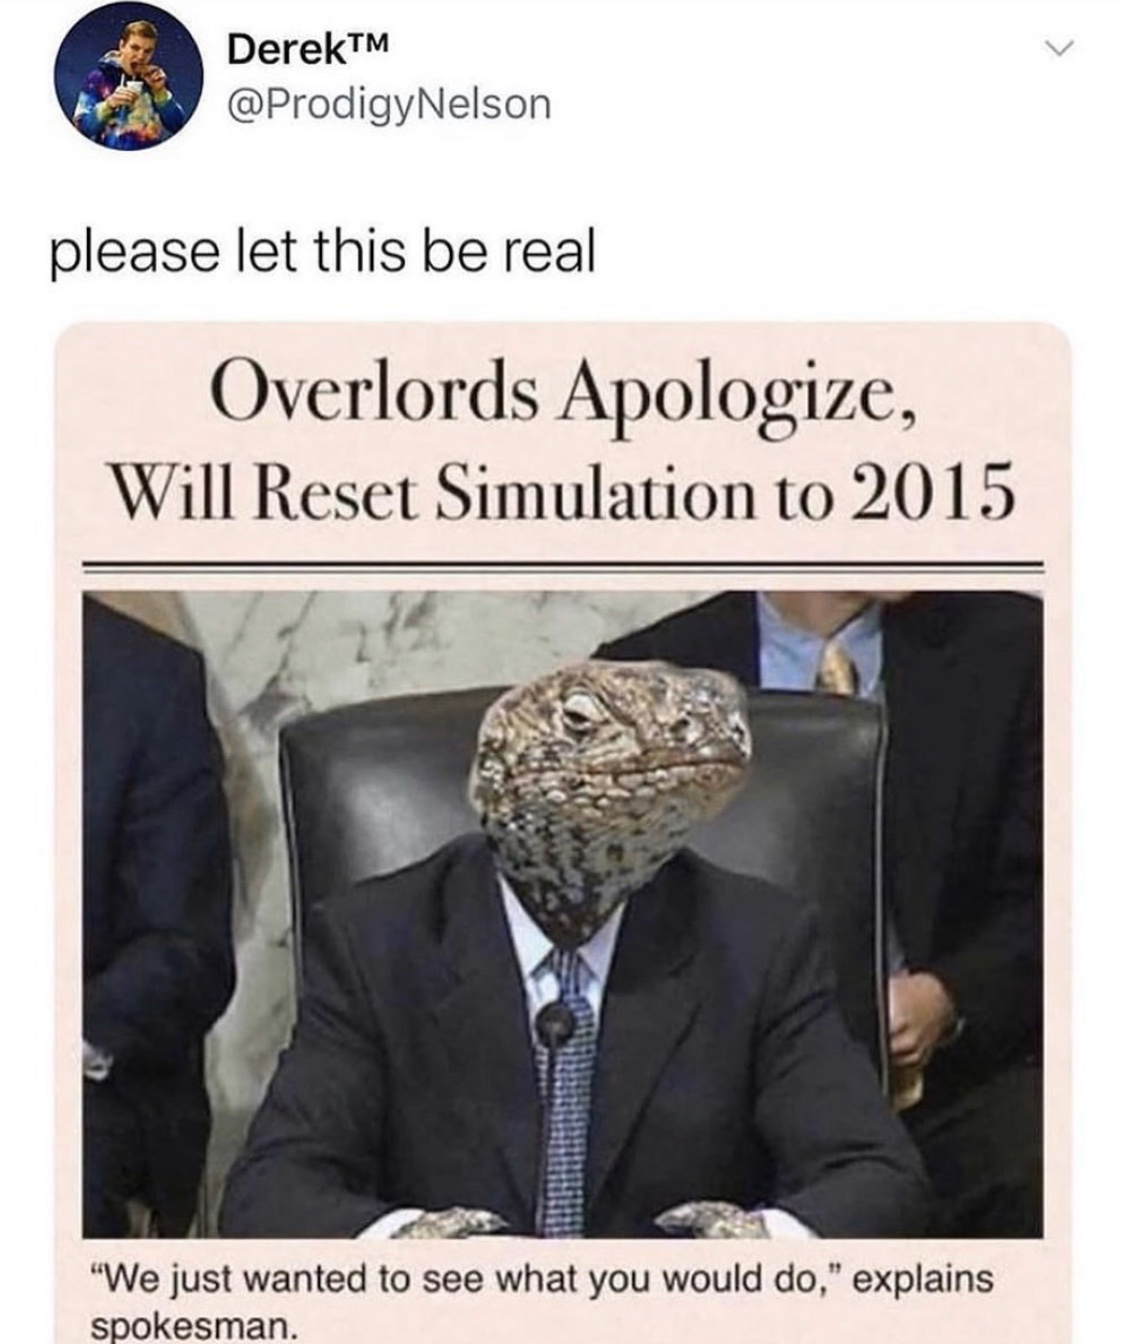 Derek™
@ProdigyNelson
please let this be real
Overlords Apologize,
Will Reset Simulation to 2015
“We just wanted to see what you would do,” explains
spokesman.